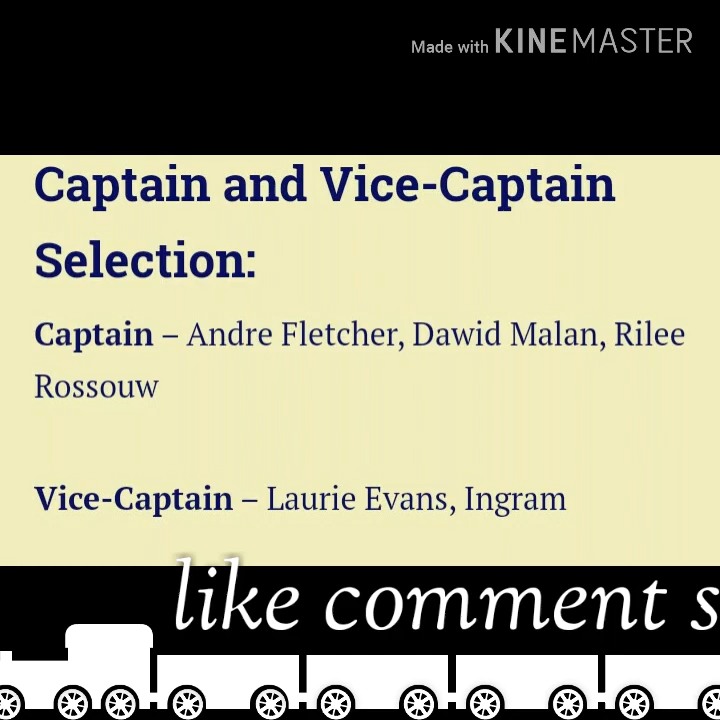 Made with KINEMASTER
Captain and Vice-Captain
Selection:
Captain – Andre Fletcher, Dawid Malan, Rilee
Rossouw
Vice-Captain – Laurie Evans, Ingram
like comment s